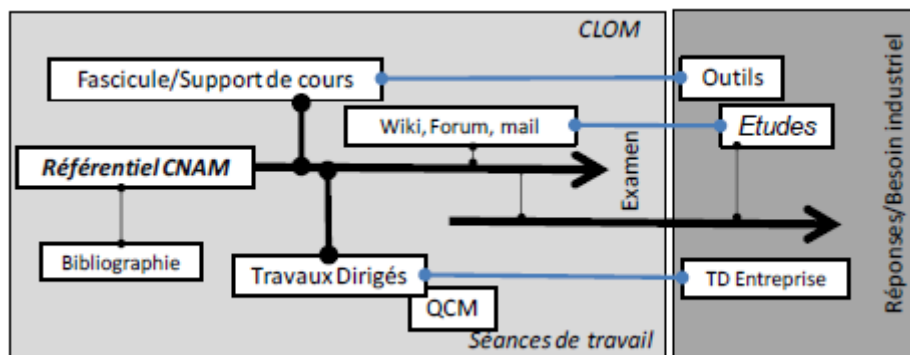 CLOM
Fascicule/Support de cours
Outils
Wiki, Forum, mail
Etudes
Référentiel CNAM
Examen
Réponses/Besoin industriel
Bibliographie
Travaux Dirigés
TD Entreprise
QCM
Séances de travail